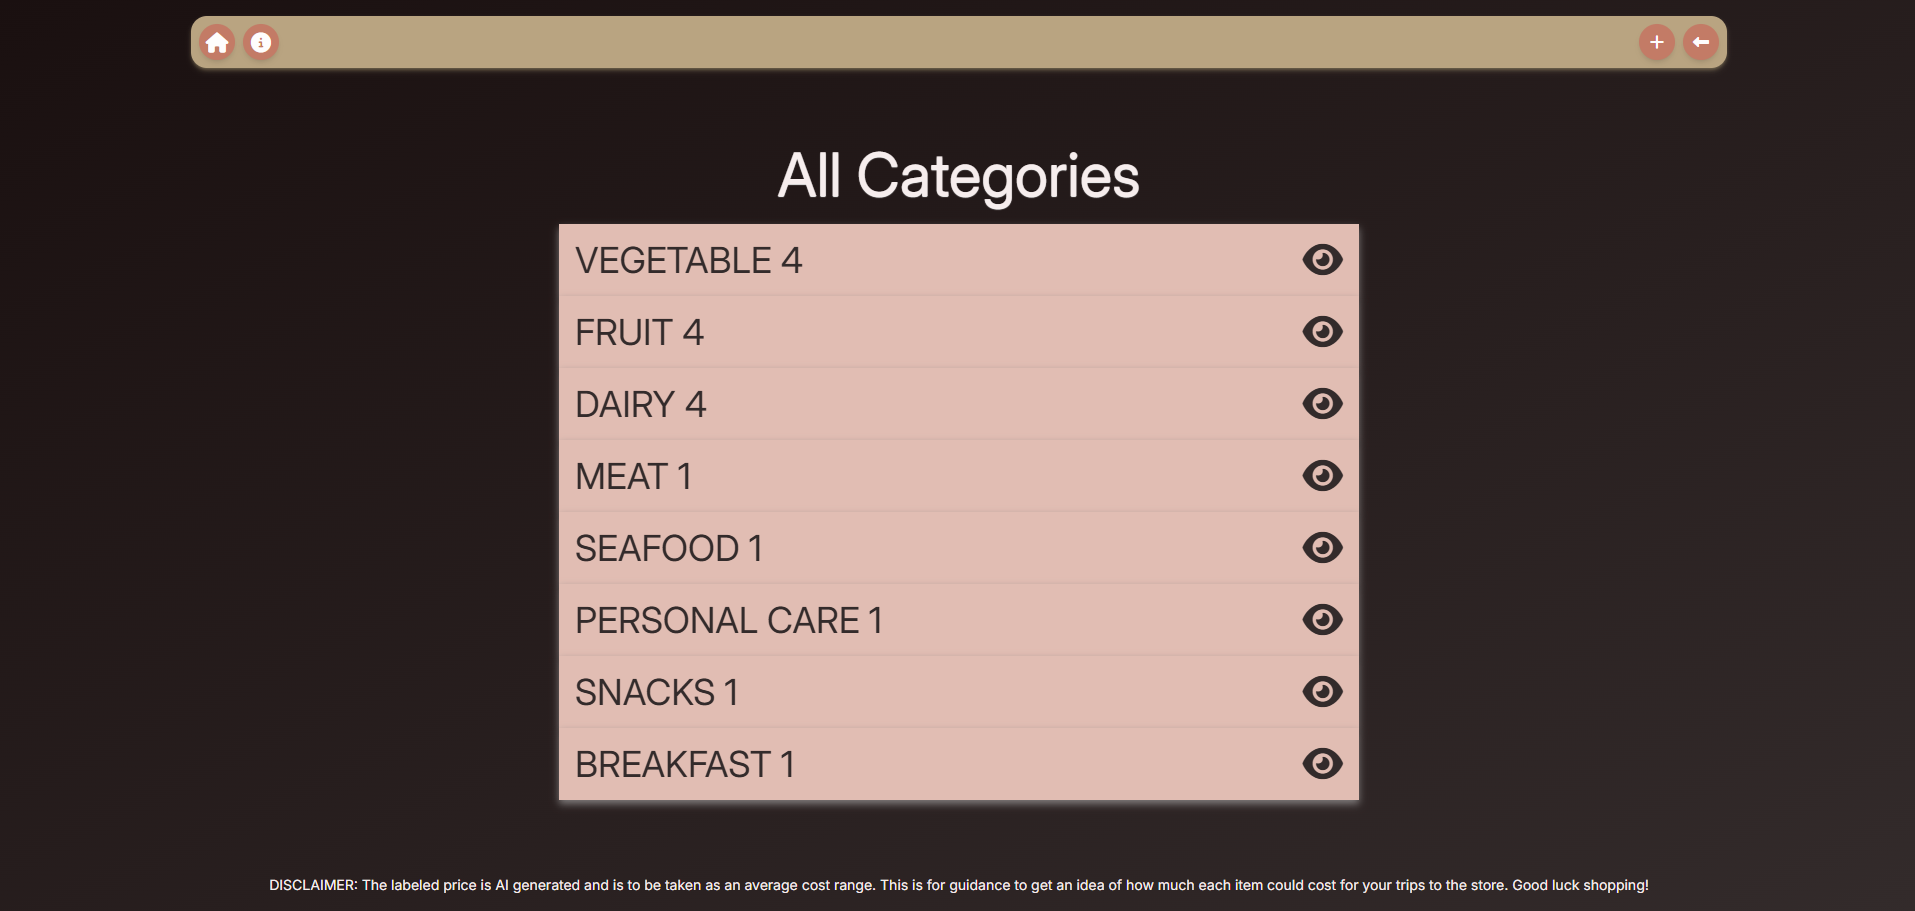 All Categories
VEGETABLE 4
FRUIT 4
DAIRY 4
MEAT 1
SEAFOOD 1
PERSONAL CARE 1
SNACKS 1
BREAKFAST 1
DISCLAIMER: The labeled price is AI generated and is to be taken as an average cost range. This is for guidance to get an idea of how much each item could cost for your trips to the store. Good luck shopping!